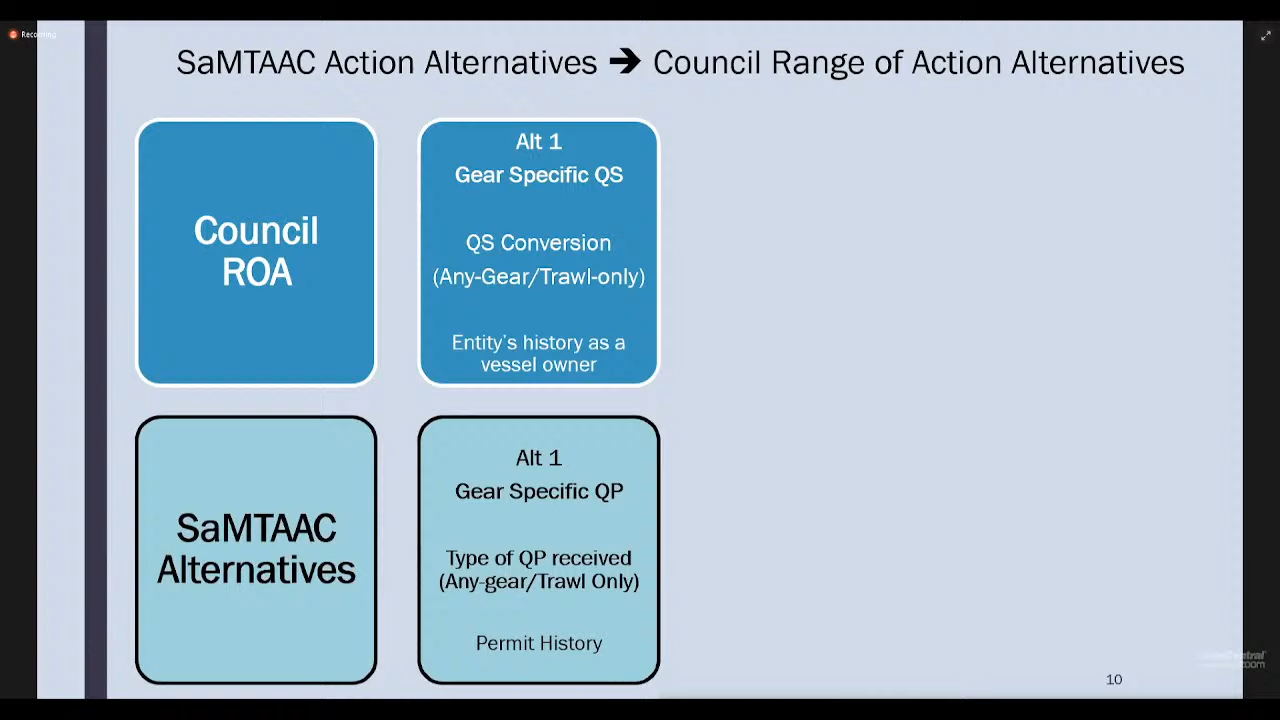 Recording
SaMTAAC Action Alternatives ➔ Council Range of Action Alternatives
Council
ROA
Alt 1
Gear Specific QS
QS Conversion
(Any-Gear/Trawl-only)
Entity's history as a
vessel owner
SaMTAAC
Alternatives
Alt 1
Gear Specific QP
Type of QP received
(Any-gear/Trawl Only)
Permit History
zoom
10